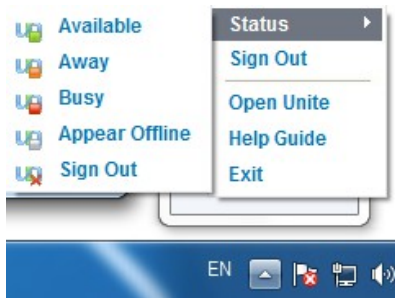 Available
Away
Busy
Appear Offline
Sign Out
Status
Sign Out
Open Unite
Help Guide
Exit
EN